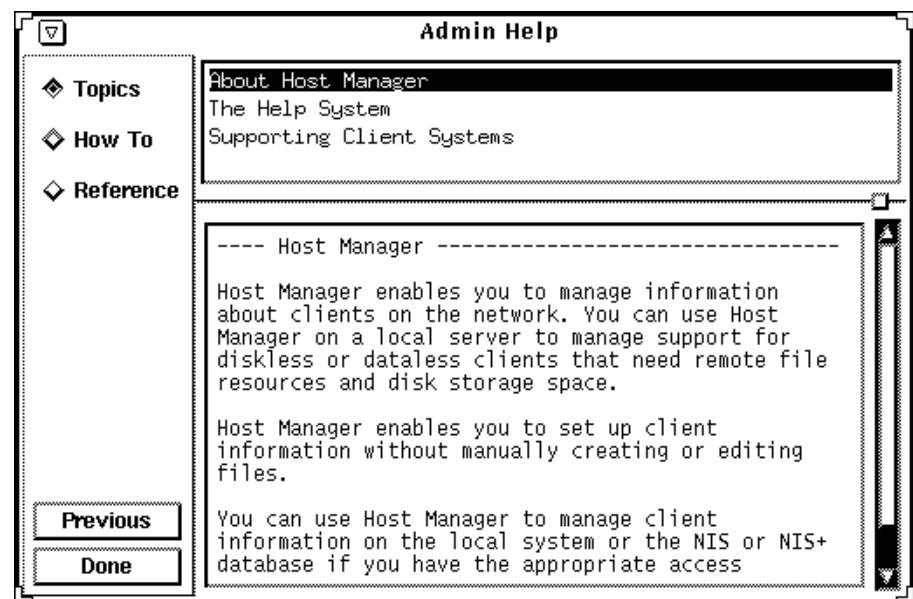 Admin Help
Topics
How To
Reference
About Host Manager
The Help System
Supporting Client Systems
---- Host Manager --------------------------------
Host Manager enables you to manage information
about clients on the network. You can use Host
Manager on a local server to manage support for
diskless or dataless clients that need remote file
resources and disk storage space.
Host Manager enables you to set up client
information without manually creating or editing
files.
You can use Host Manager to manage client
information on the local system or the NIS or NIS+
database if you have the appropriate access
Previous
Done